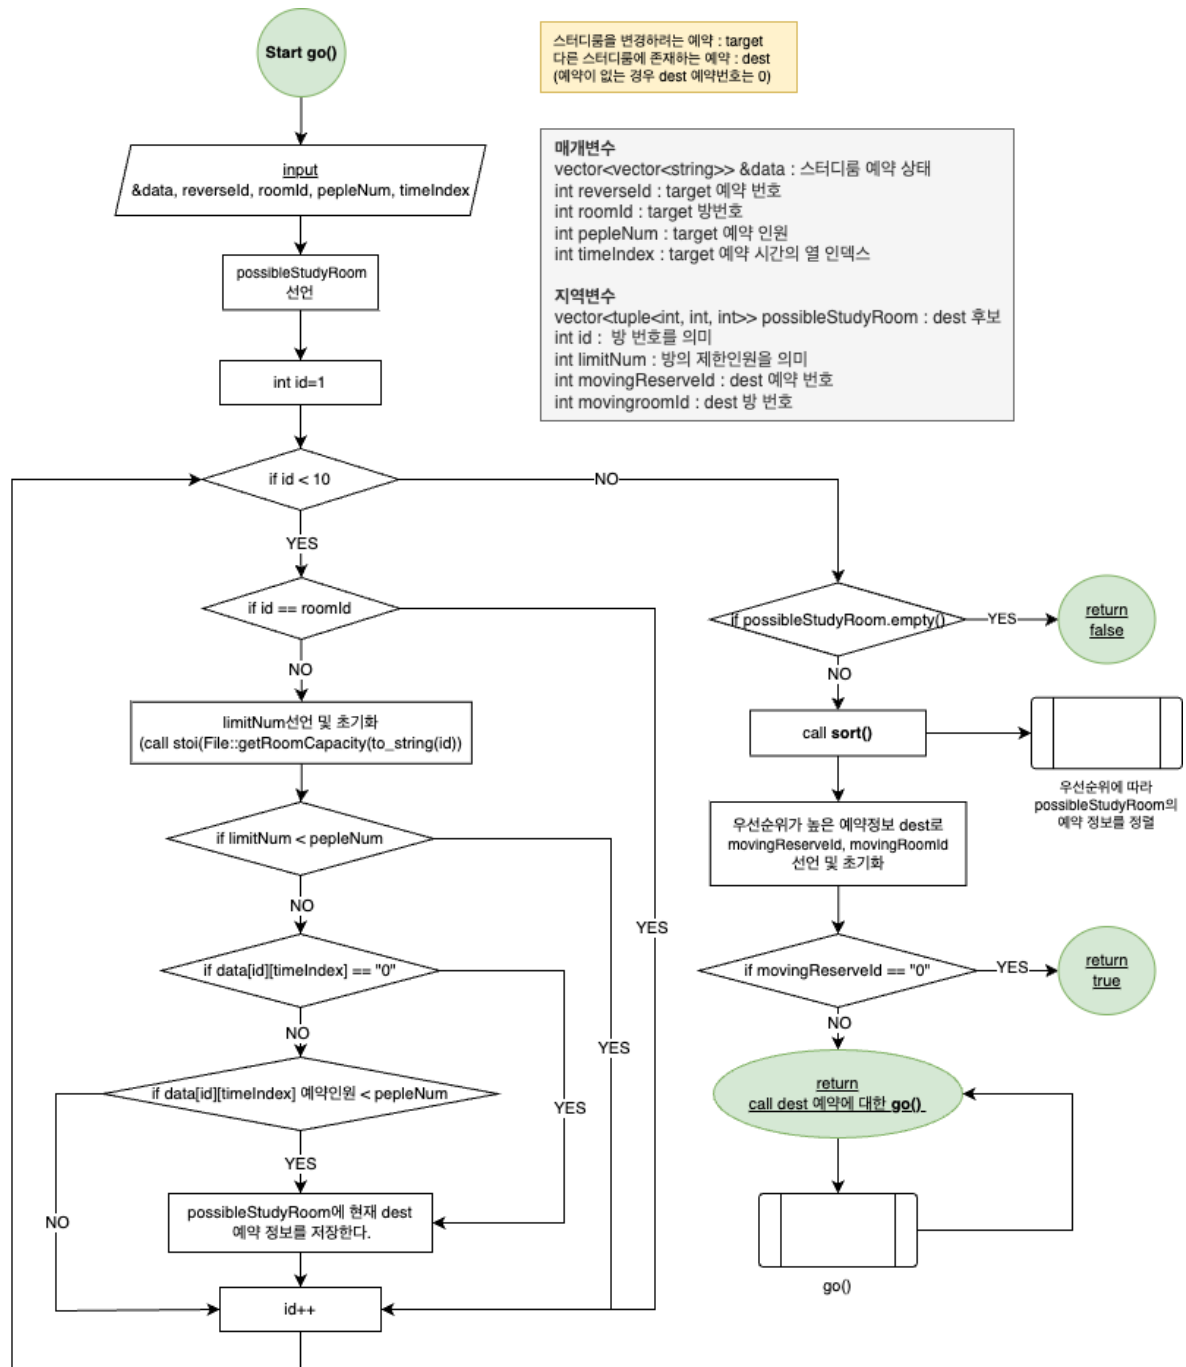 Start go()
스터디룸을 변경하려는 예약 : target
다른 스터디룸에 존재하는 예약 : dest
(예약이 없는 경우 dest 예약번호는 0)
input
&data, reverseId, roomId, pepleNum, timeIndex
매개변수
vector<vector<string>> &data : 스터디룸 예약 상태
int reverseId : target 예약 번호
int roomId : target 방번호
int pepleNum : target 예약 인원
int timeIndex : target 예약 시간의 열 인덱스
지역변수
vector<tuple<int, int, int>> possibleStudyRoom : dest 후보
int id : 방 번호를 의미
int limitNum : 방의 제한인원을 의미
int movingReserveId : dest 예약 번호
int movingroomId : dest 방 번호
possibleStudyRoom
선언
int id=1
if id < 10
NO
YES
if id == roomId
NO
YES
limitNum선언 및 초기화
(call stoi(File::getRoomCapacity(to_string(id))
if limitNum < pepleNum
NO
YES
if data[id][timeIndex] == "0"
NO
YES
if data[id][timeIndex] 예약인원 < pepleNum
YES
NO
possibleStudyRoom에 현재 dest
예약 정보를 저장한다.
id++
if possibleStudyRoom.empty()
YES
return
false
NO
call sort()
우선순위에 따라
possibleStudyRoom의
예약 정보를 정렬
우선순위가 높은 예약정보 dest로
movingReserveId, movingRoomId
선언 및 초기화
if movingReserveId == "0"
YES
return
true
NO
return
call dest 예약에 대한 go()
go()